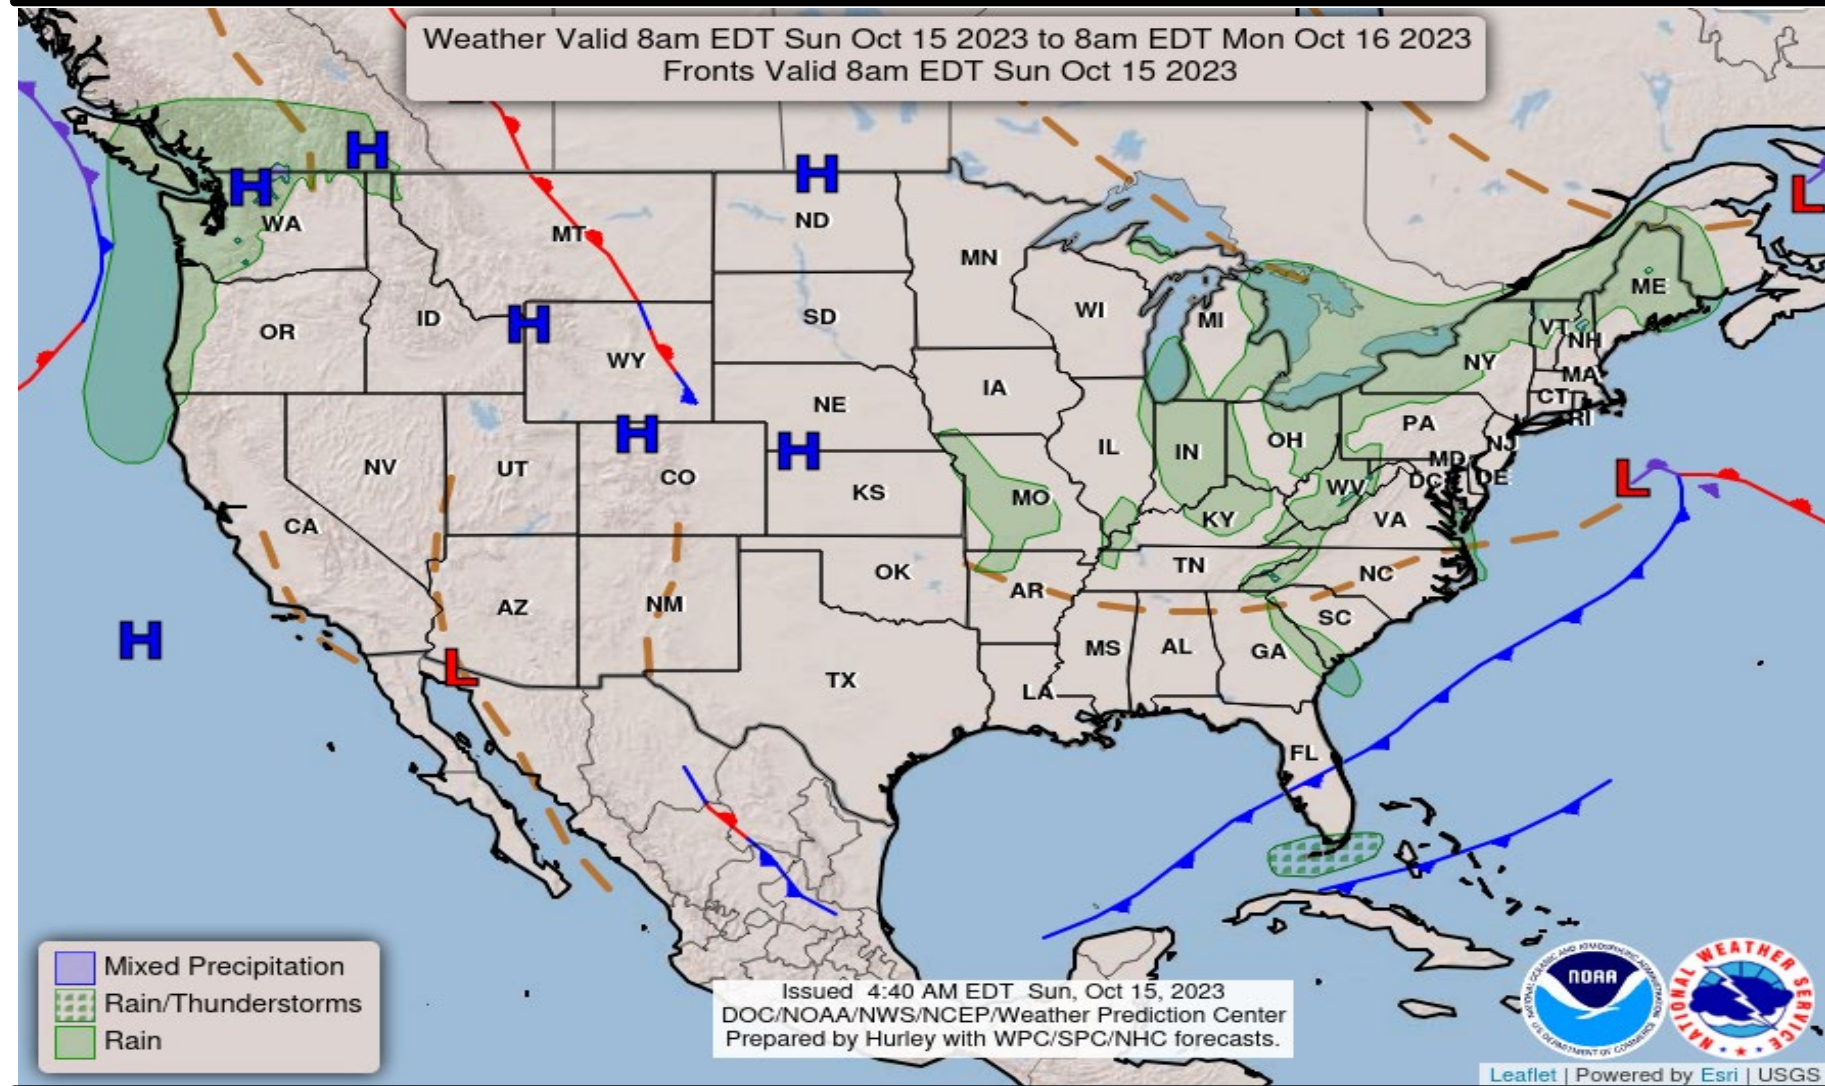 Weather Valid 8am EDT Sun Oct 15 2023 to 8am EDT Mon Oct 16 2023
Fronts Valid 8am EDT Sun Oct 15 2023
H
H
H
L
WA
MT
ND
MN
ME
OR
ID
H
WY
SD
WI
MI
VT
NH
NY
MA
CT
RI
IA
NE
H
H
PA
NJ
NV
UT
CO
KS
MO
IL
IN
OH
MD
DC
DE
WV
L
CA
KY
VA
AZ
NM
OK
AR
TN
NC
SC
H
L
TX
LA
MS
AL
GA
FL
Mixed Precipitation
Rain/Thunderstorms
Rain
Issued 4:40 AM EDT Sun, Oct 15, 2023
DOC/NOAA/NWS/NCEP/Weather Prediction Center
Prepared by Hurley with WPC/SPC/NHC forecasts.
NOAA
NATIONAL WEATHER SERVICE
Leaflet | Powered by Esri | USGS